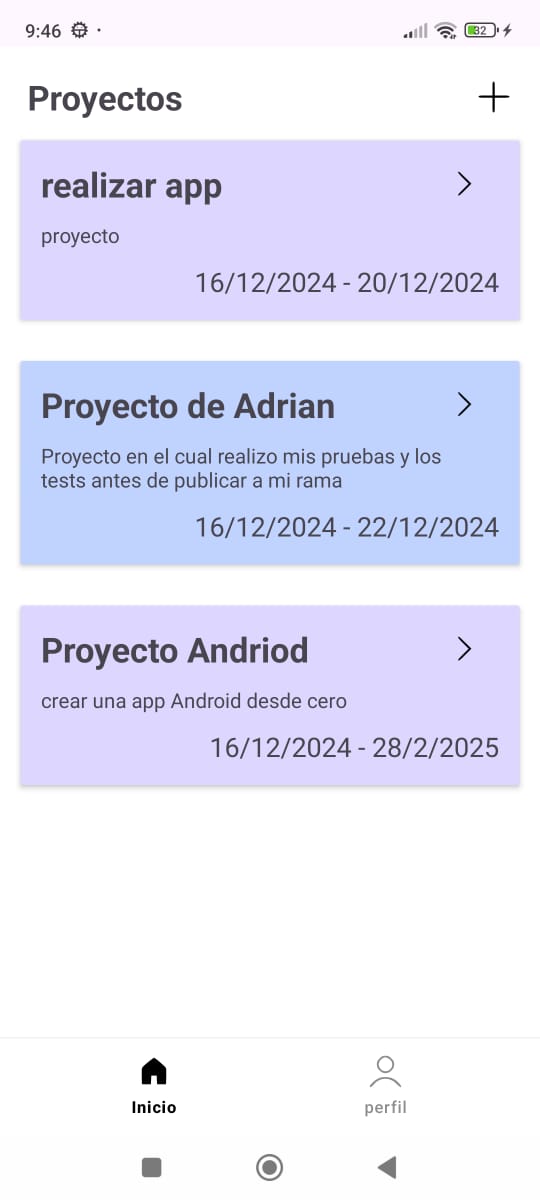 9:46
32
Proyectos
realizar app
proyecto
16/12/2024 - 20/12/2024
Proyecto de Adrian
Proyecto en el cual realizo mis pruebas y los
tests antes de publicar a mi rama
16/12/2024 - 22/12/2024
Proyecto Andriod
crear una app Android desde cero
16/12/2024 - 28/2/2025
Inicio
perfil